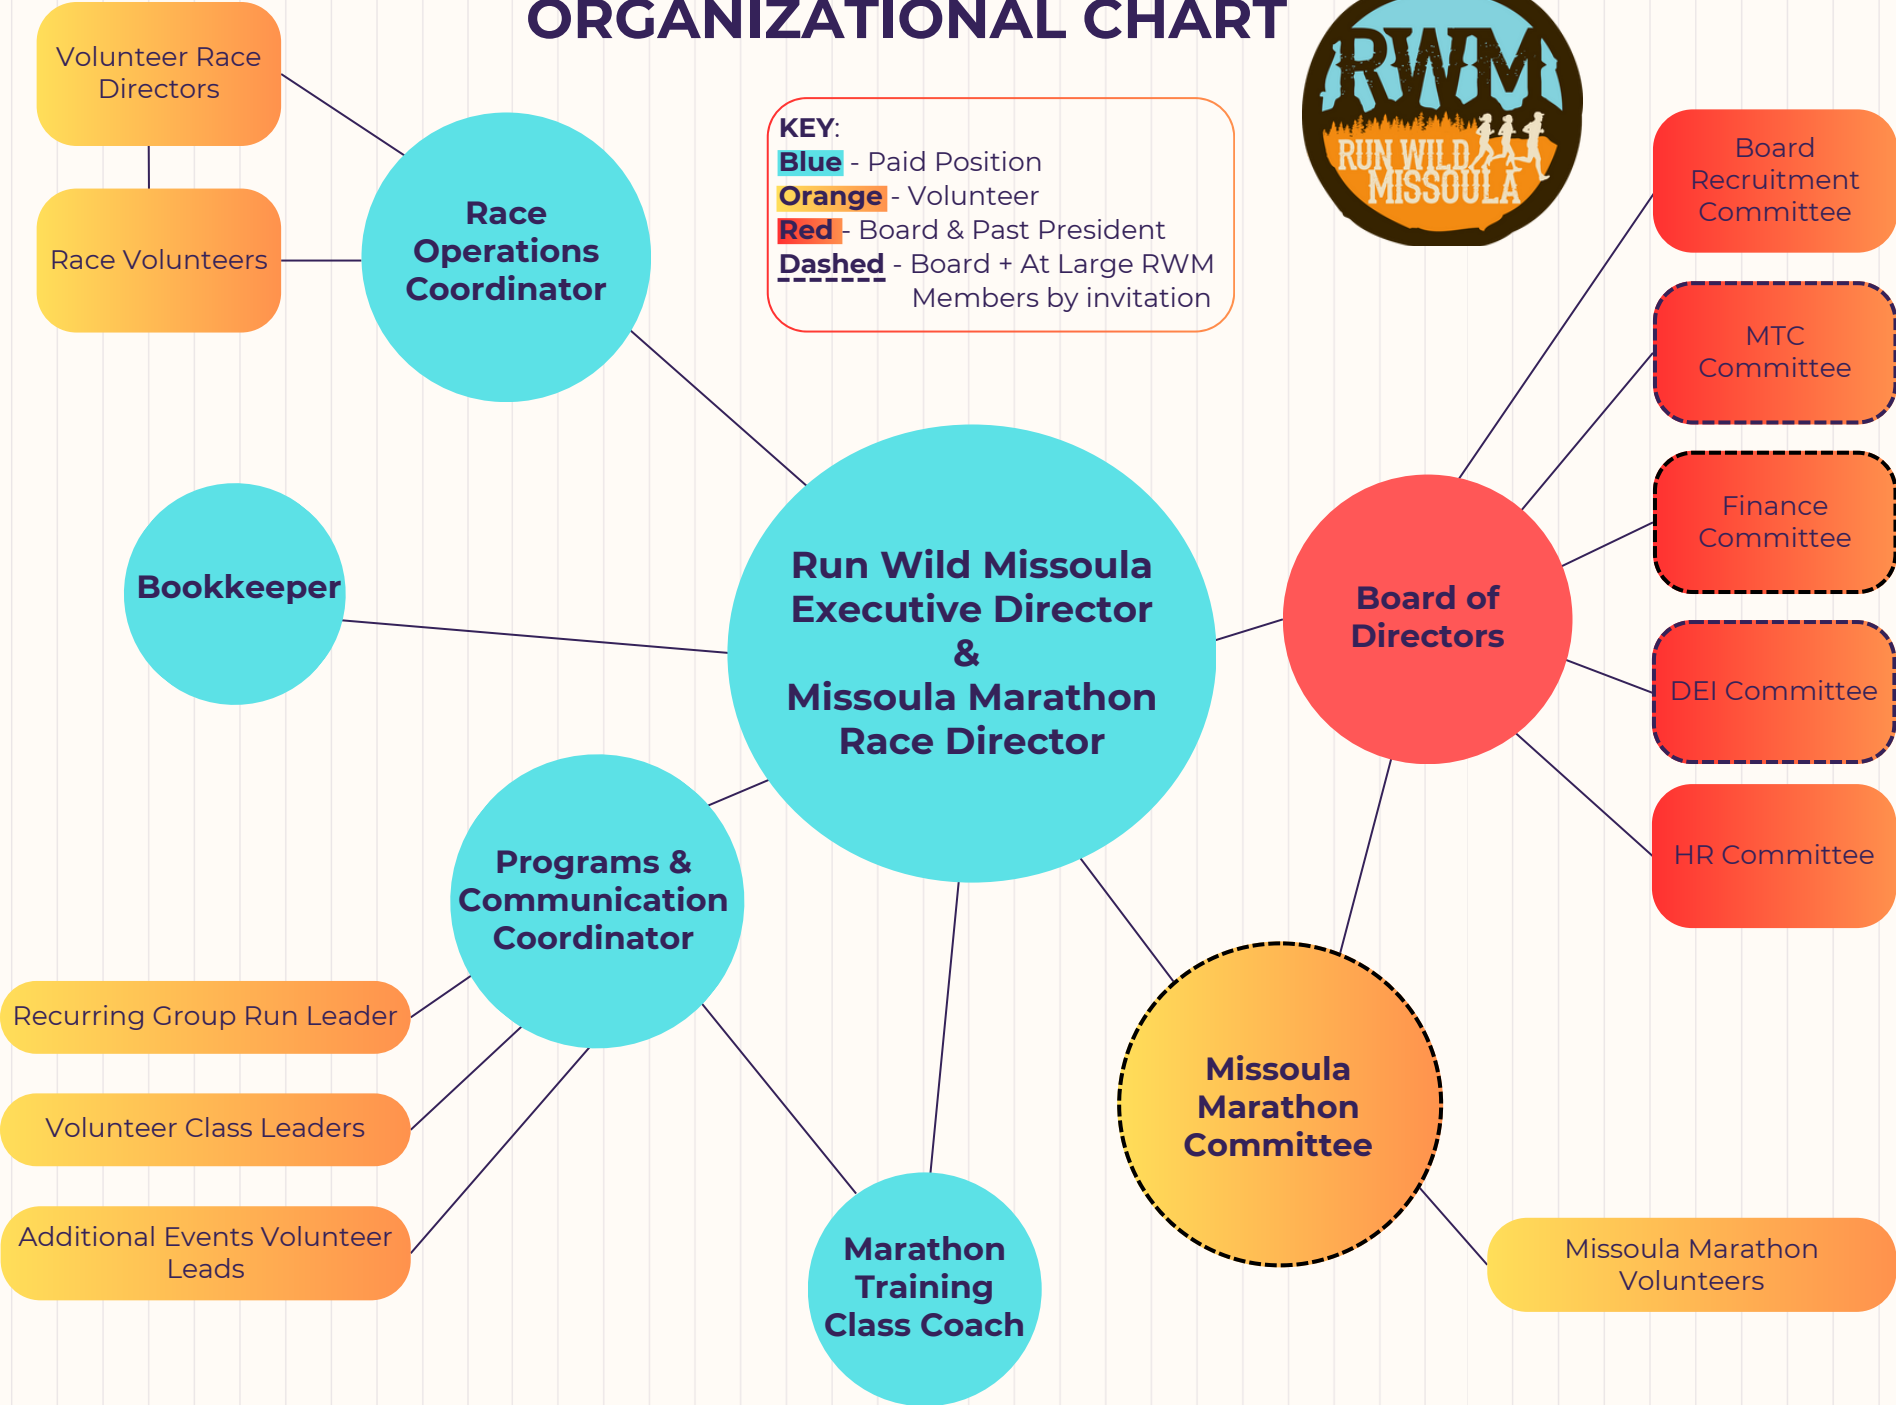 ORGANIZATIONAL CHART
RWM
RUN WILD
MISSOULA
KEY:
Blue - Paid Position
Orange - Volunteer
Red - Board & Past President
Dashed - Board + At Large RWM
Members by invitation
Volunteer Race
Directors
Race Volunteers
Race
Operations
Coordinator
Bookkeeper
Run Wild Missoula
Executive Director
&
Missoula Marathon
Race Director
Board of
Directors
Board
Recruitment
Committee
MTC
Committee
Finance
Committee
DEI Committee
HR Committee
Programs &
Communication
Coordinator
Recurring Group Run Leader
Volunteer Class Leaders
Additional Events Volunteer
Leads
Marathon
Training
Class Coach
Missoula
Marathon
Committee
Missoula Marathon
Volunteers